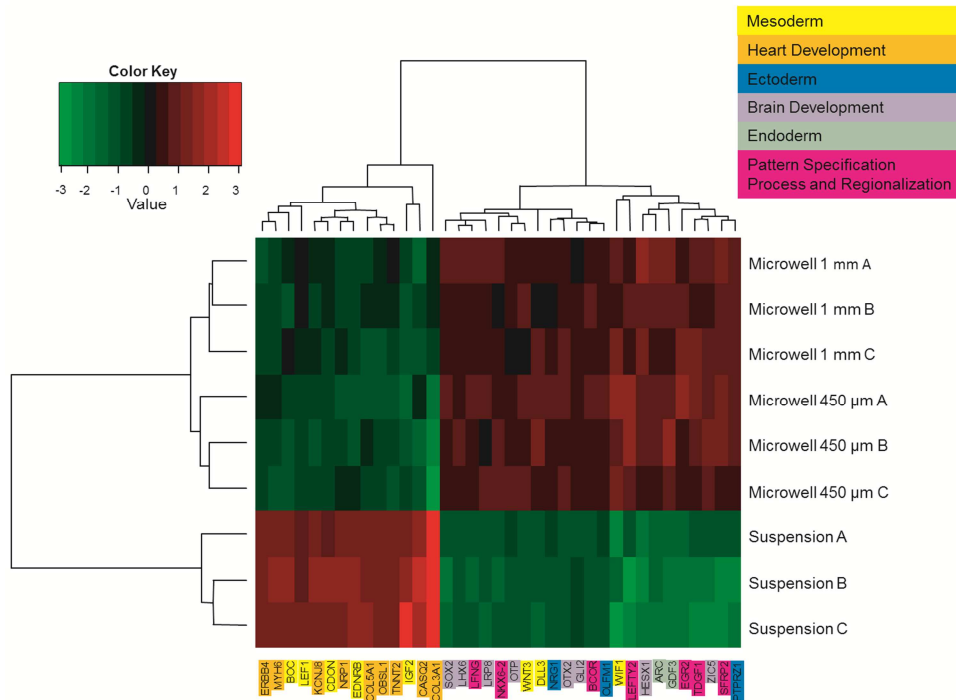 Mesoderm
Heart Development
Ectoderm
Brain Development
Endoderm
Pattern Specification
Process and Regionalization
Color Key
-3 -1 0 1 2 3
Value
Microwell 1 mm A
Microwell 1 mm B
Microwell 1 mm C
Microwell 450 µm A
Microwell 450 µm B
Microwell 450 µm C
Suspension A
Suspension B
Suspension C
ERBB4
MYH6
BOC
LEF1
KCNJ8
CDON
NRP1
EDNRB
COL5A1
OBSL1
TNNT2
IGF2
CASQ2
COL3A1
SOX2
LHX6
LFNG
LRP8
NKX6-2
OTP
WNT3
DLL3
NRG1
OTX2
GLI2
BCOR
OLFM1
WIF1
LEFTY2
HESX1
ARC
GDF3
EGR2
TDGF1
ZIC5
SFRP2
PTPRZ1